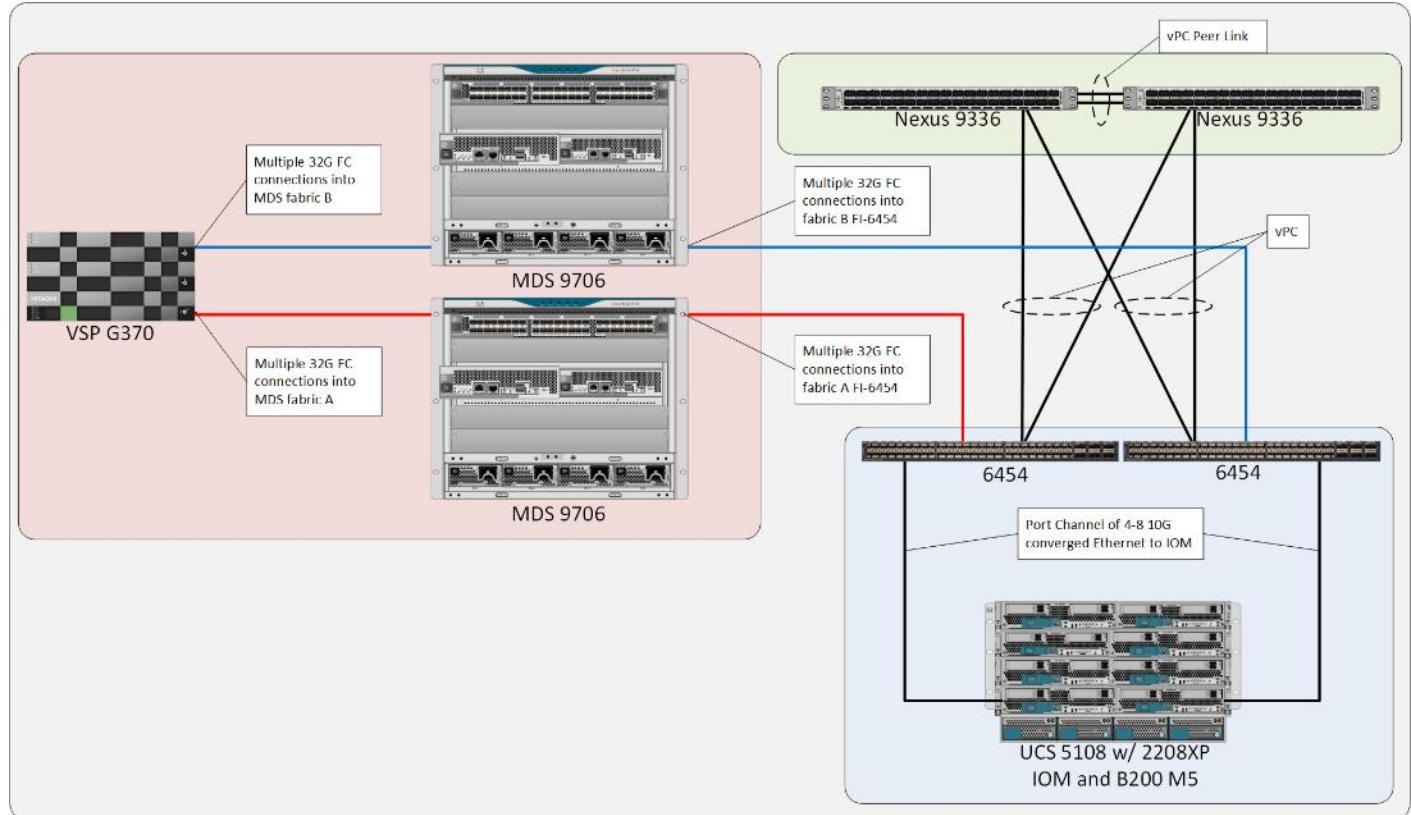 vPC Peer Link
Nexus 9336
Nexus 9336
Multiple 32G FC
connections into
MDS fabric B
Multiple 32G FC
connections into
fabric B FI-6454
vPC
HITACHI
VSP G370
MDS 9706
Multiple 32G FC
connections into
MDS fabric A
Multiple 32G FC
connections into
fabric A FI-6454
MDS 9706
6454
6454
Port Channel of 4-8 10G
converged Ethernet to IOM
UCS 5108 w/ 2208XP
IOM and B200 M5